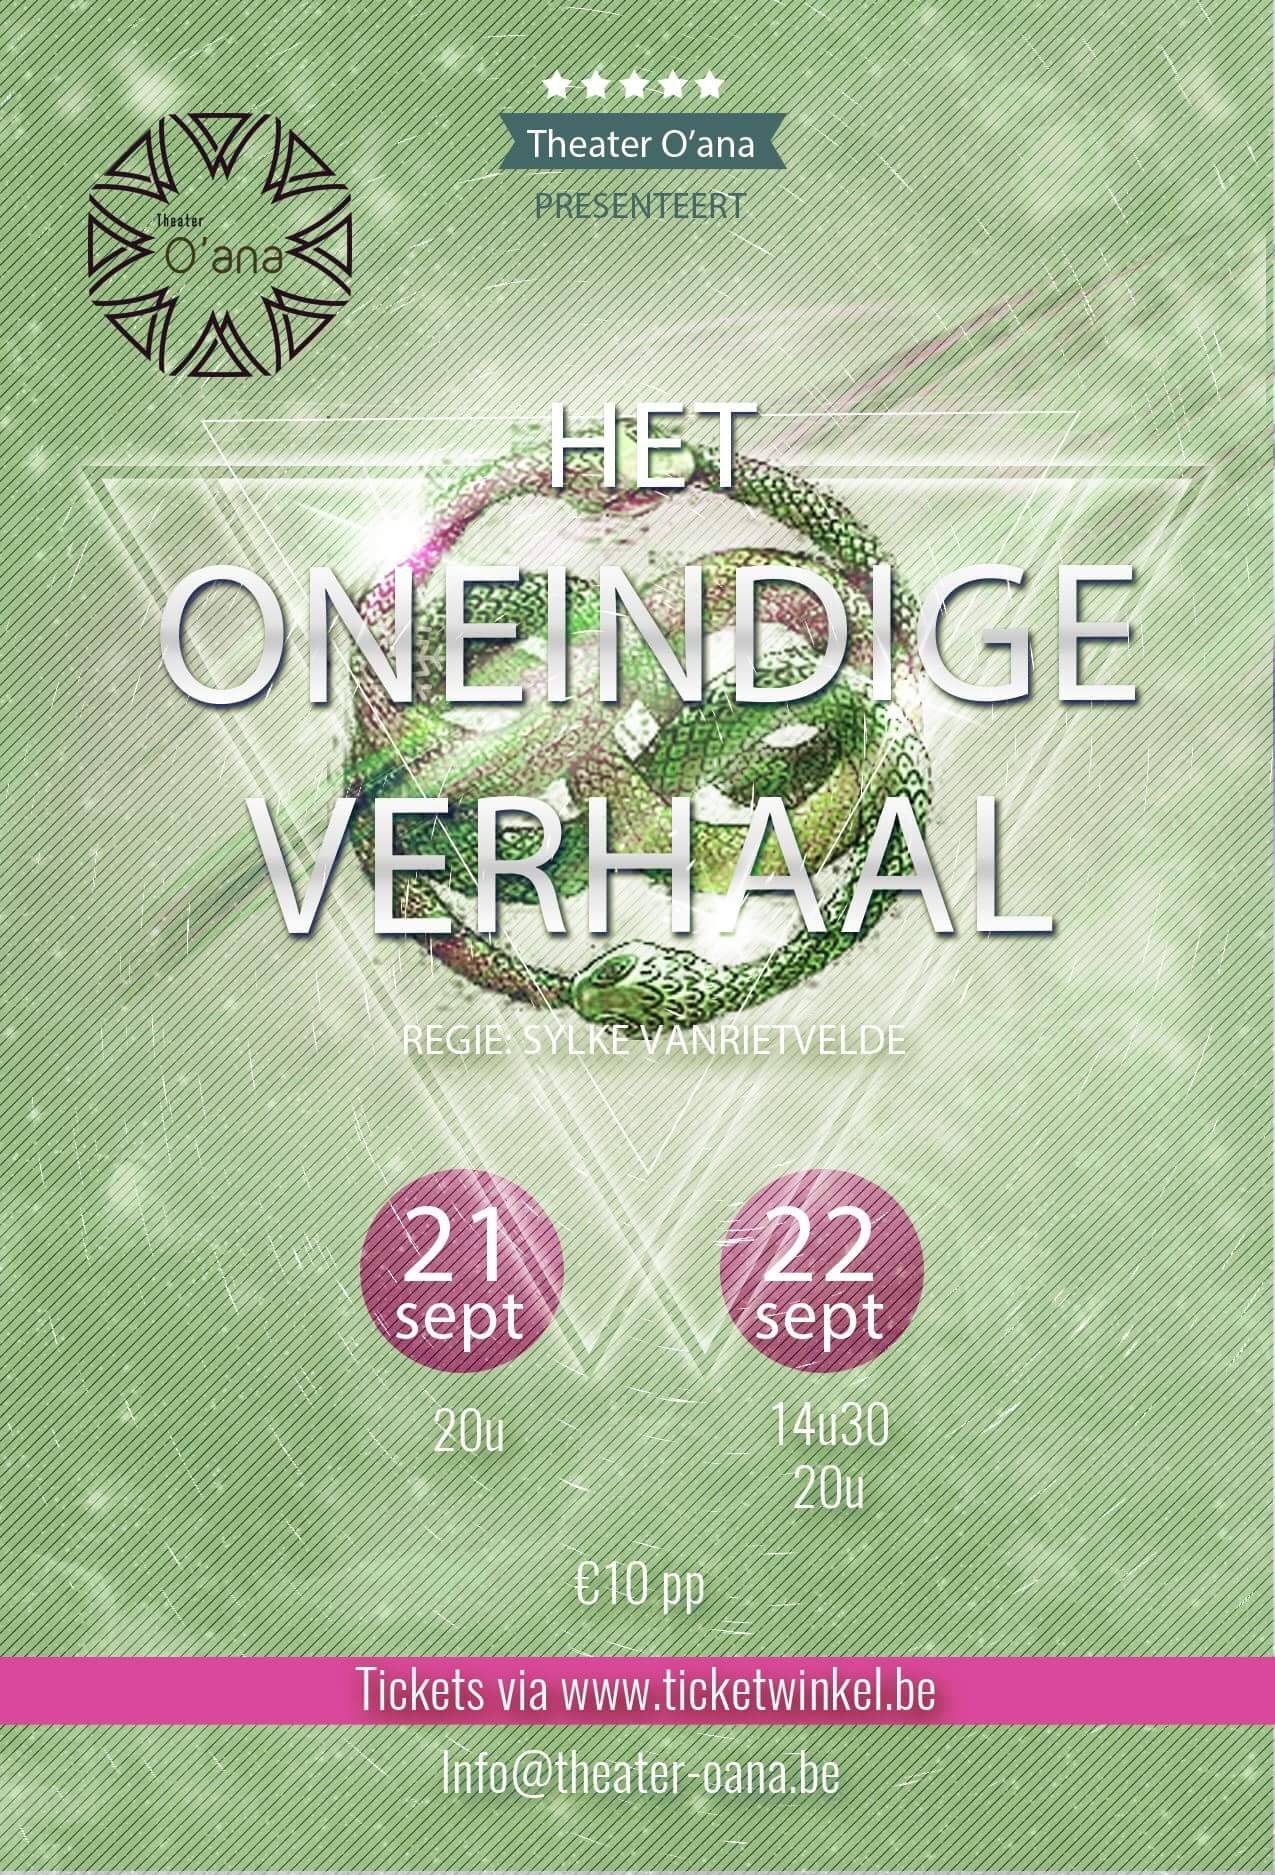 Theater O'ana
PRESENTEERT
Theater
O'ana
HET
ONEINDIGE
VERHAAL
REGIE: SYLKE VANRIETVELDE
21
sept
20u
22
sept
14u30
20u
€10 pp
Tickets via www.ticketwinkel.be
Info@theater-oana.be